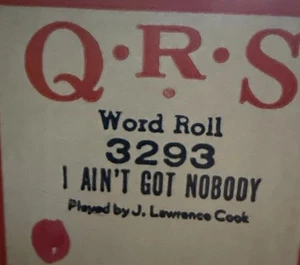 Q·R·S
Word Roll
3293
I AIN'T GOT NOBODY
Played by J. Lawrence Cook